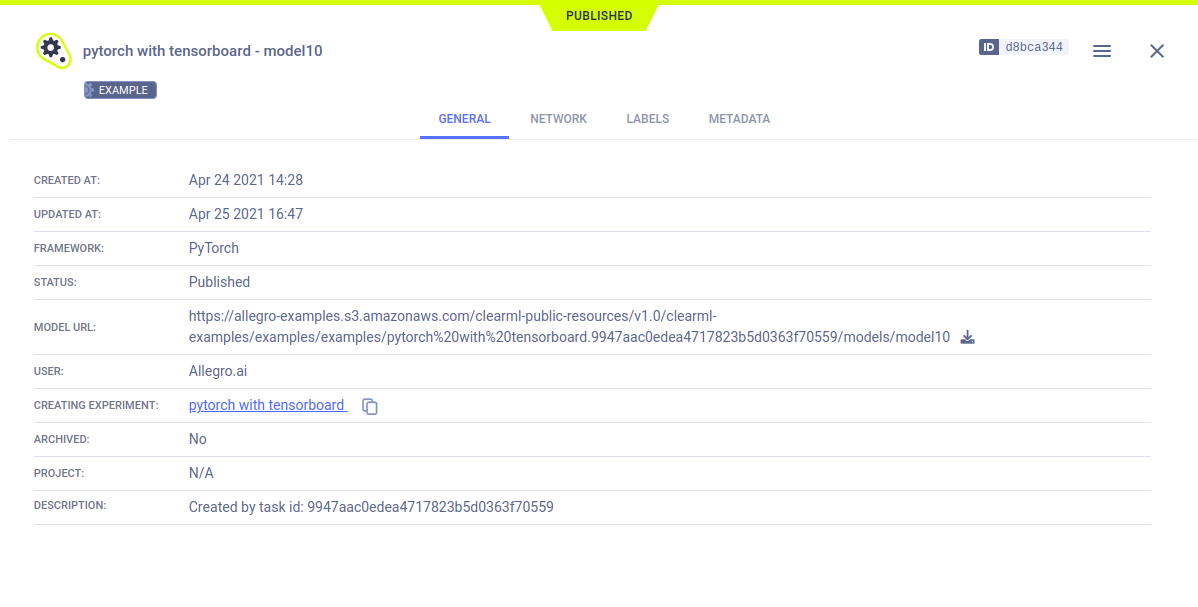 PUBLISHED
pytorch with tensorboard - model10
ID d8bca344
EXAMPLE
GENERAL NETWORK LABELS METADATA
CREATED AT: Apr 24 2021 14:28
UPDATED AT: Apr 25 2021 16:47
FRAMEWORK: PyTorch
STATUS: Published
MODEL URL: https://allegro-examples.s3.amazonaws.com/clearml-public-resources/v1.0/clearml-
examples/examples/examples/pytorch%20with%20tensorboard.9947aac0edea4717823b5d0363f70559/models/model10
USER: Allegro.ai
CREATING EXPERIMENT: pytorch with tensorboard
ARCHIVED: No
PROJECT: N/A
DESCRIPTION: Created by task id: 9947aac0edea4717823b5d0363f70559